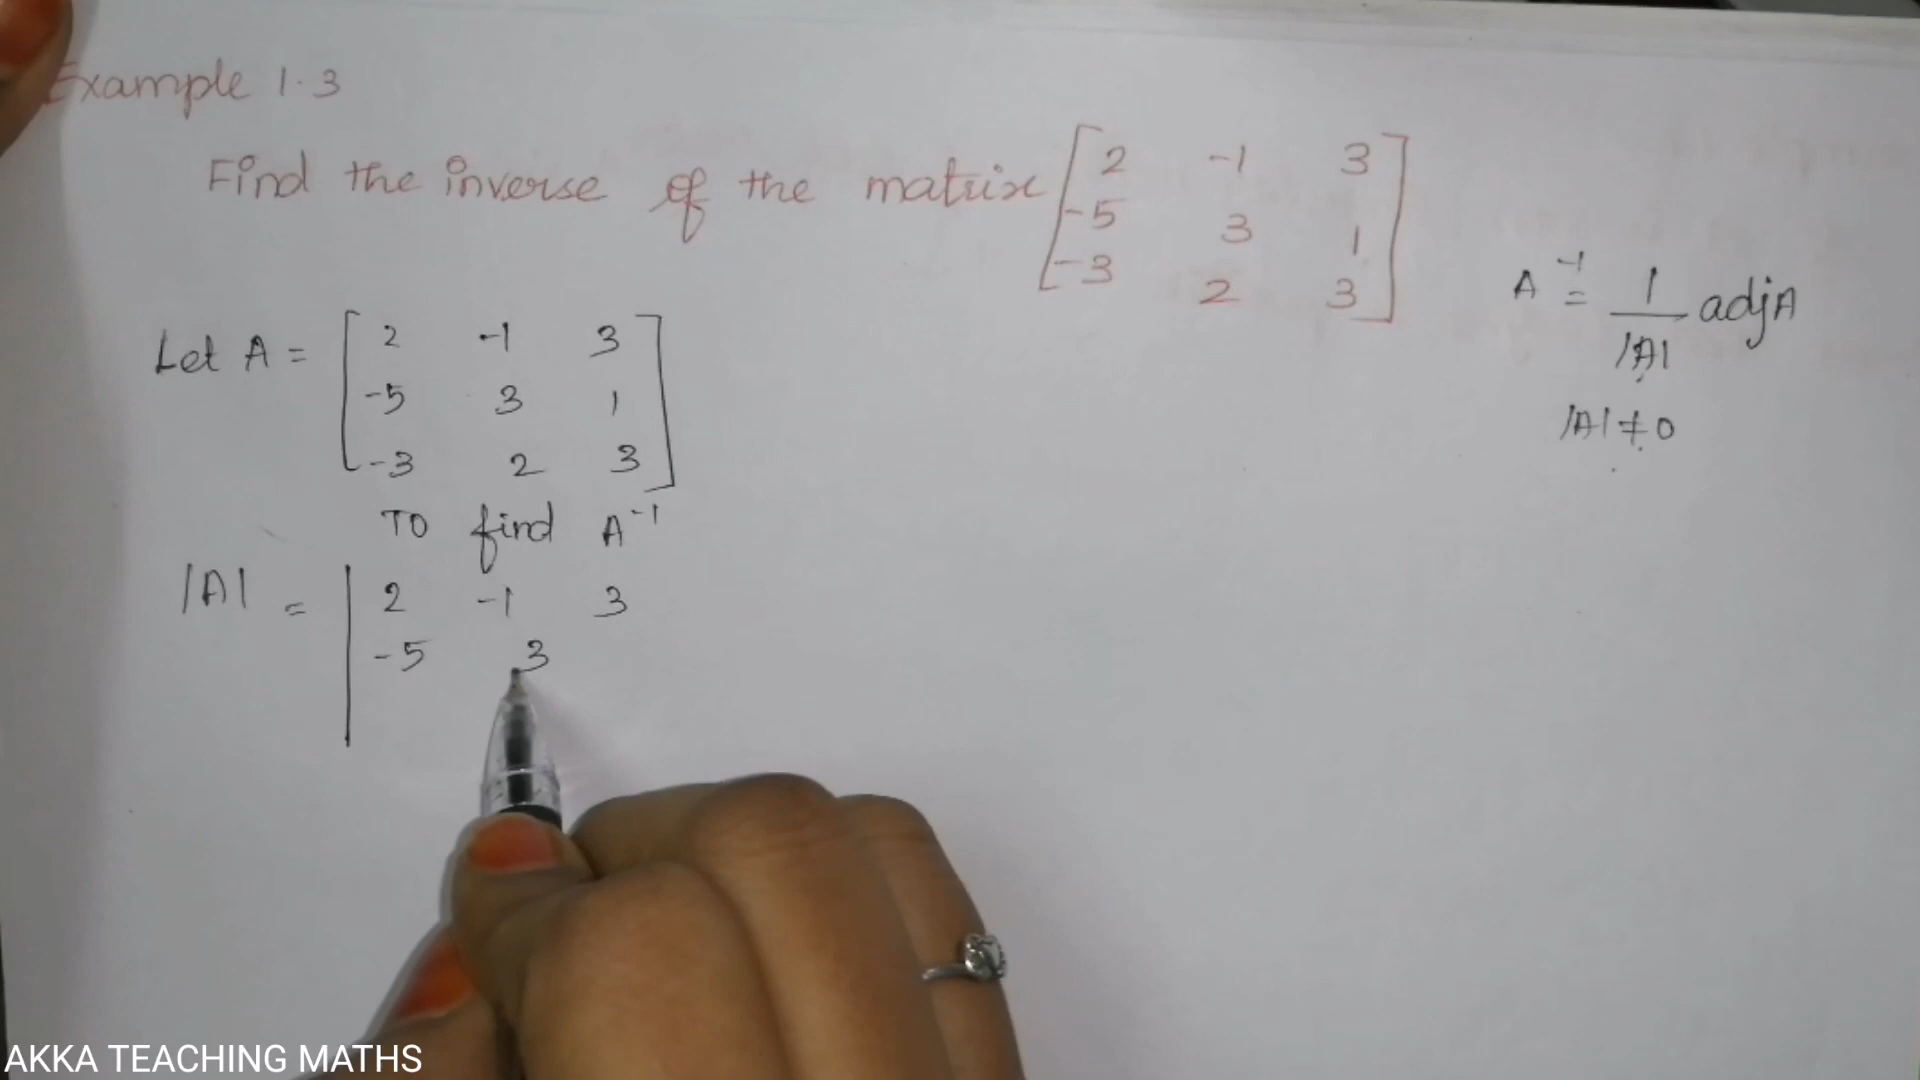 Example 1.3
Find the inverse of the matrix [2 -1 3
-5 3 1
-3 2 3]
A⁻¹ = 1/|A| adjA
|A| ≠ 0
Let A = [2 -1 3
-5 3 1
-3 2 3]
To find A⁻¹
|A| = | 2 -1 3
-5 3
AKKA TEACHING MATHS